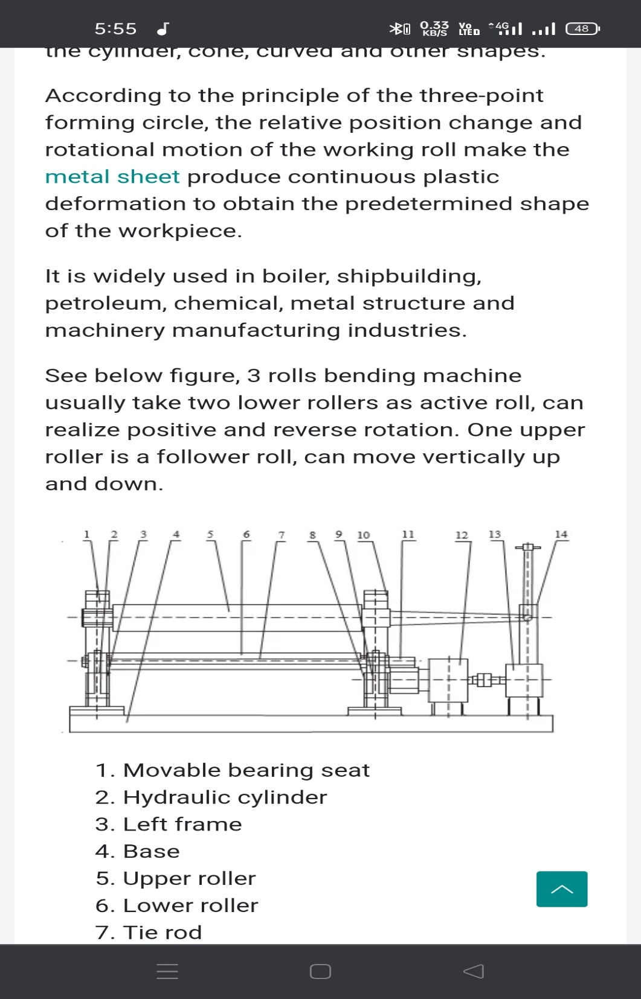 5:55
0.33 KB/S Vo LTE 4G 48
the cylinder, cone, curved and other shapes.
According to the principle of the three-point
forming circle, the relative position change and
rotational motion of the working roll make the
metal sheet produce continuous plastic
deformation to obtain the predetermined shape
of the workpiece.
It is widely used in boiler, shipbuilding,
petroleum, chemical, metal structure and
machinery manufacturing industries.
See below figure, 3 rolls bending machine
usually take two lower rollers as active roll, can
realize positive and reverse rotation. One upper
roller is a follower roll, can move vertically up
and down.
1 2 3 4 5 6 7 8 9 10 11 12 13 14
1. Movable bearing seat
2. Hydraulic cylinder
3. Left frame
4. Base
5. Upper roller
6. Lower roller
7. Tie rod